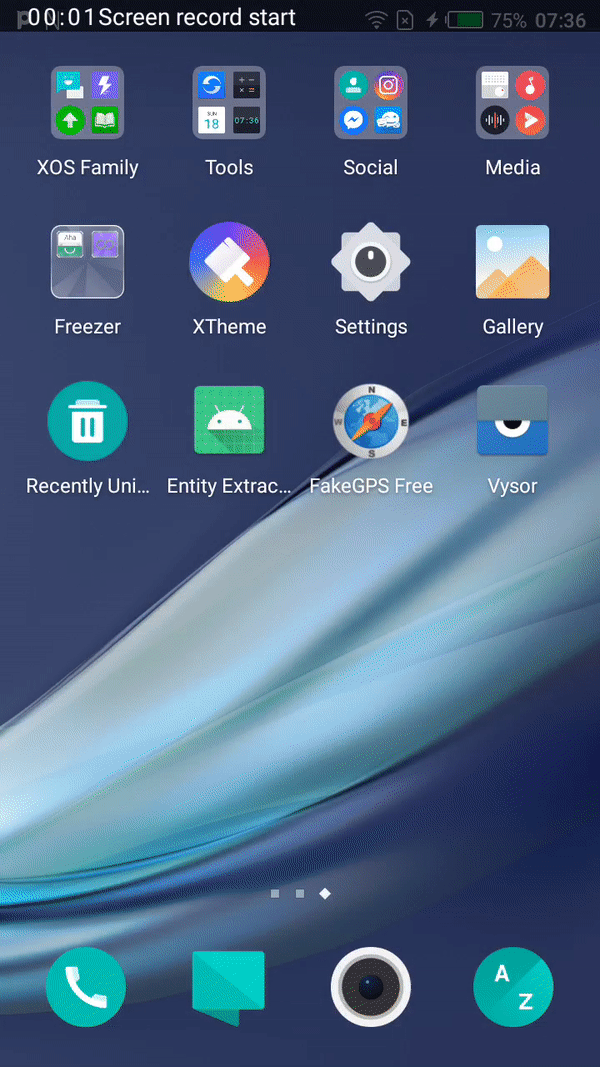 00:01Screen record start
75% 07:36
SUN
18
07:36
XOS Family
Tools
Social
Media
Aha
Freezer
XTheme
Settings
Gallery
N
W
E
S
Recently Uni...
Entity Extrac...
FakeGPS Free
Vysor
A
Z